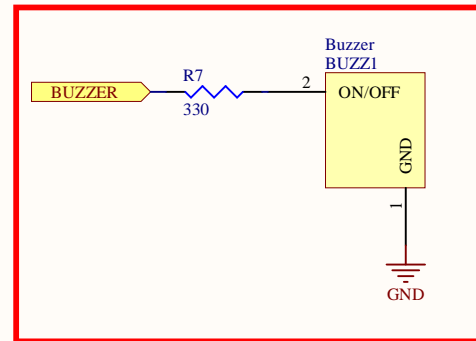 Buzzer
BUZZ1
R7
2
BUZZER
ON/OFF
330
GND
1
GND